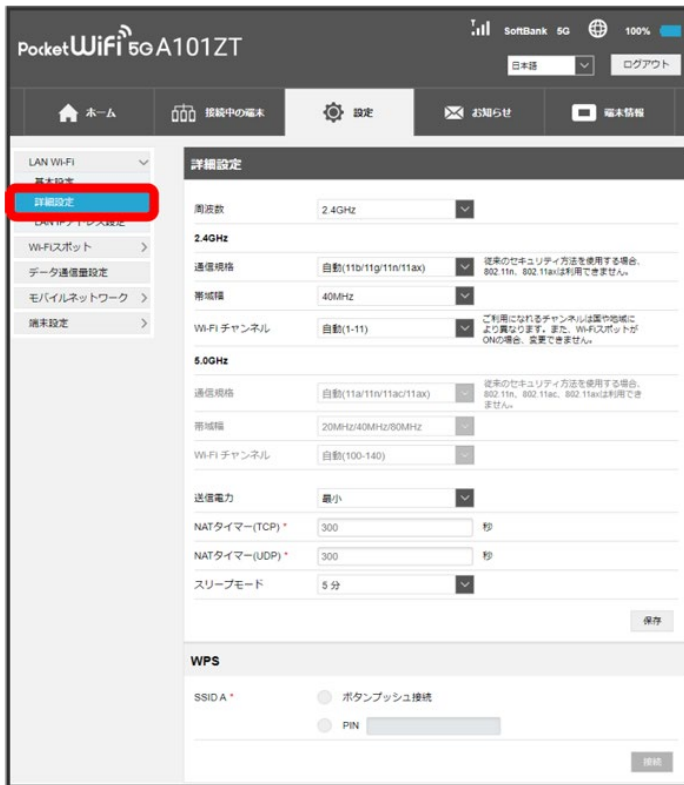 Pocket WiFi 5G A101ZT
SoftBank 5G 100%
日本語 ログアウト
ホーム 接続中の端末 設定 お知らせ 端末情報
LAN Wi-Fi
基本設定
詳細設定
LAN IPアドレス設定
Wi-Fiスポット
データ通信量設定
モバイルネットワーク
端末設定
詳細設定
周波数 2.4GHz
2.4GHz
通信規格 自動(11b/11g/11n/11ax) 従来のセキュリティ方法を使用する場合、
802.11n、802.11axは利用できません。
帯域幅 40MHz
Wi-Fi チャンネル 自動(1-11) ご利用になれるチャンネルは国や地域に
より異なります。また、Wi-Fiスポットが
ONの場合、変更できません。
5.0GHz
通信規格 自動(11a/11n/11ac/11ax) 従来のセキュリティ方法を使用する場合、
802.11n、802.11ac、802.11axは利用でき
ません。
帯域幅 20MHz/40MHz/80MHz
Wi-Fi チャンネル 自動(100-140)
送信電力 最小
NATタイマー(TCP) * 300 秒
NATタイマー(UDP) * 300 秒
スリープモード 5 分
保存
WPS
SSID A * ボタンプッシュ接続
PIN
接続